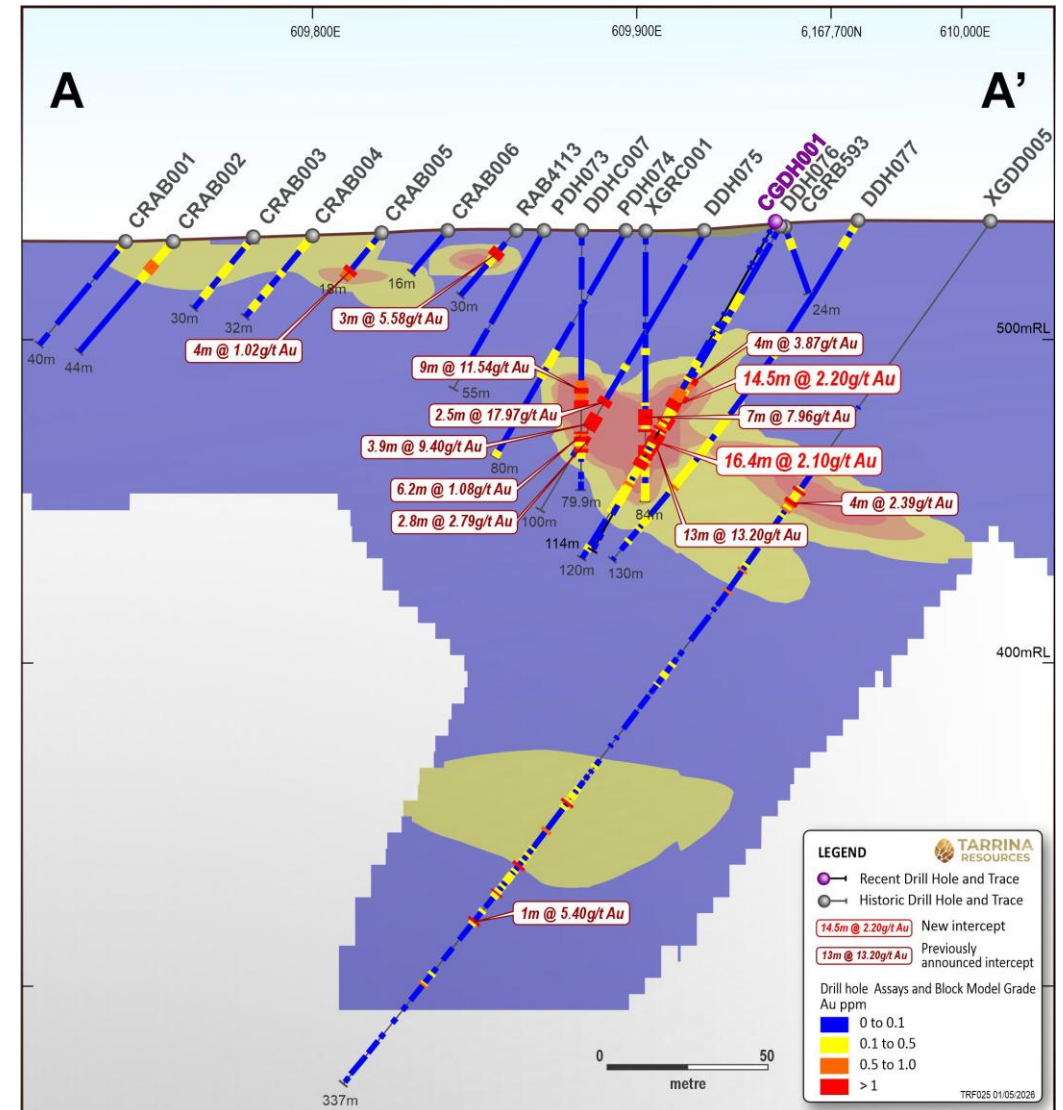 609,800E
609,900E
6,167,700N
610,000E
A
A'
CRAB001
CRAB002
CRAB003
CRAB004
CRAB005
CRAB006
RAB4113
PDH073
DDHC007
PDH074
XGRC001
DDH075
CGDH001
DDH076
CGRB593
DDH077
XGDD005
40m
44m
30m
32m
18m
16m
30m
24m
500mRL
4m @ 1.02g/t Au
3m @ 5.58g/t Au
55m
4m @ 3.87g/t Au
9m @ 11.54g/t Au
14.5m @ 2.20g/t Au
2.5m @ 17.97g/t Au
7m @ 7.96g/t Au
3.9m @ 9.40g/t Au
80m
16.4m @ 2.10g/t Au
6.2m @ 1.08g/t Au
79.9m
84m
4m @ 2.39g/t Au
2.8m @ 2.79g/t Au
100m
13m @ 13.20g/t Au
114m
120m
130m
400mRL
1m @ 5.40g/t Au
337m
0
50
metre
LEGEND
TARRINA
RESOURCES
Recent Drill Hole and Trace
Historic Drill Hole and Trace
14.5m @ 2.20g/t Au New intercept
13m @ 13.20g/t Au Previously
announced intercept
Drill hole Assays and Block Model Grade
Au ppm
0 to 0.1
0.1 to 0.5
0.5 to 1.0
> 1
TRF025 01/05/2026